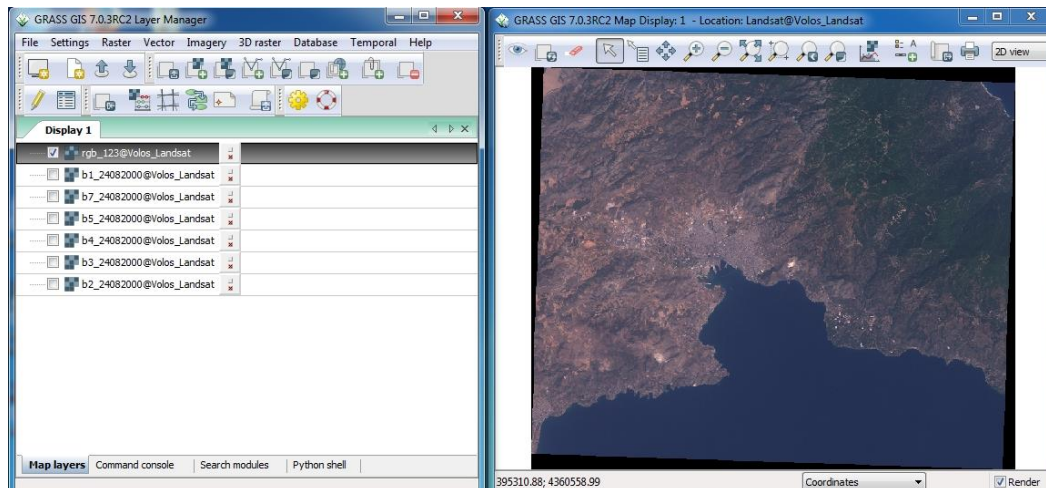 GRASS GIS 7.0.3RC2 Layer Manager
File Settings Raster Vector Imagery 3D raster Database Temporal Help
Display 1
rgb_123@Volos_Landsat
b1_24082000@Volos_Landsat
b7_24082000@Volos_Landsat
b5_24082000@Volos_Landsat
b4_24082000@Volos_Landsat
b3_24082000@Volos_Landsat
b2_24082000@Volos_Landsat
Map layers Command console Search modules Python shell
GRASS GIS 7.0.3RC2 Map Display: 1 - Location: Landsat@Volos_Landsat
2D view
395310.88; 4360558.99 Coordinates Render